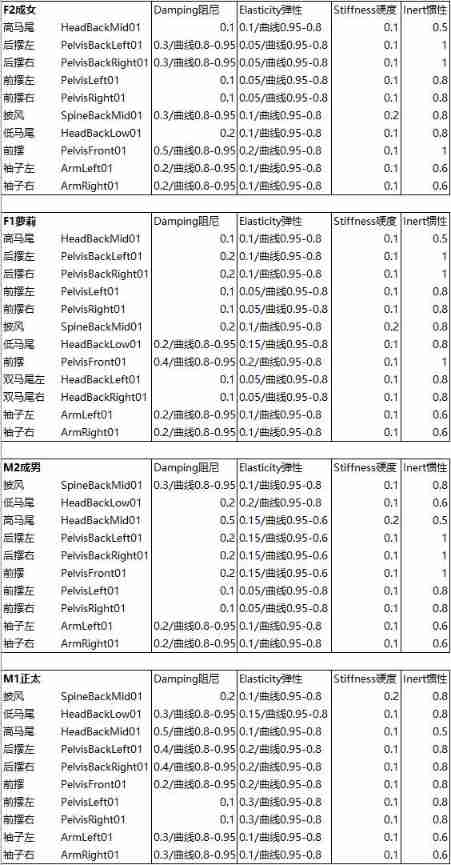 F2成女 Damping阻尼 Elasticity弹性 Stiffness硬度 Inert惯性
高马尾 HeadBackMid01 0.1 0.1/曲线0.95-0.8 0.1 0.5
后摆左 PelvisBackLeft01 0.3/曲线0.8-0.95 0.05/曲线0.95-0.8 0.1 1
后摆右 PelvisBackRight01 0.3/曲线0.8-0.95 0.05/曲线0.95-0.8 0.1 1
前摆左 PelvisLeft01 0.1 0.05/曲线0.95-0.8 0.1 0.8
前摆右 PelvisRight01 0.1 0.05/曲线0.95-0.8 0.1 0.8
披风 SpineBackMid01 0.3/曲线0.8-0.95 0.1/曲线0.95-0.8 0.2 0.8
低马尾 HeadBackLow01 0.2 0.1/曲线0.95-0.8 0.1 0.8
前摆 PelvisFront01 0.5/曲线0.8-0.95 0.2/曲线0.95-0.8 0.1 1
袖子左 ArmLeft01 0.2/曲线0.8-0.95 0.1/曲线0.95-0.8 0.1 0.6
袖子右 ArmRight01 0.2/曲线0.8-0.95 0.1/曲线0.95-0.8 0.1 0.6
F1萝莉 Damping阻尼 Elasticity弹性 Stiffness硬度 Inert惯性
高马尾 HeadBackMid01 0.1 0.1/曲线0.95-0.8 0.1 0.5
后摆左 PelvisBackLeft01 0.2 0.1/曲线0.95-0.8 0.1 1
后摆右 PelvisBackRight01 0.2 0.1/曲线0.95-0.8 0.1 1
前摆左 PelvisLeft01 0.1 0.05/曲线0.95-0.8 0.1 0.8
前摆右 PelvisRight01 0.1 0.05/曲线0.95-0.8 0.1 0.8
披风 SpineBackMid01 0.2 0.1/曲线0.95-0.8 0.2 0.8
低马尾 HeadBackLow01 0.2/曲线0.8-0.95 0.15/曲线0.95-0.8 0.1 0.8
前摆 PelvisFront01 0.4/曲线0.8-0.95 0.2/曲线0.95-0.8 0.1 1
双马尾左 HeadBackLeft01 0.1 0.05/曲线0.95-0.8 0.1 0.8
双马尾右 HeadBackRight01 0.1 0.05/曲线0.95-0.8 0.1 0.8
袖子左 ArmLeft01 0.2/曲线0.8-0.95 0.1/曲线0.95-0.8 0.1 0.6
袖子右 ArmRight01 0.2/曲线0.8-0.95 0.1/曲线0.95-0.8 0.1 0.6
M2成男 Damping阻尼 Elasticity弹性 Stiffness硬度 Inert惯性
披风 SpineBackMid01 0.3/曲线0.8-0.95 0.1/曲线0.95-0.8 0.1 0.8
低马尾 HeadBackLow01 0.2 0.2/曲线0.95-0.8 0.1 0.6
高马尾 HeadBackMid01 0.5 0.15/曲线0.95-0.6 0.2 0.5
后摆左 PelvisBackLeft01 0.2 0.15/曲线0.95-0.6 0.1 1
后摆右 PelvisBackRight01 0.2 0.15/曲线0.95-0.6 0.1 1
前摆 PelvisFront01 0.2 0.15/曲线0.95-0.6 0.1 1
前摆左 PelvisLeft01 0.1 0.05/曲线0.95-0.8 0.1 0.8
前摆右 PelvisRight01 0.1 0.05/曲线0.95-0.8 0.1 0.8
袖子左 ArmLeft01 0.2/曲线0.8-0.95 0.1/曲线0.95-0.8 0.1 0.6
袖子右 ArmRight01 0.2/曲线0.8-0.95 0.1/曲线0.95-0.8 0.1 0.6
M1正太 Damping阻尼 Elasticity弹性 Stiffness硬度 Inert惯性
披风 SpineBackMid01 0.2 0.1/曲线0.95-0.8 0.2 0.8
低马尾 HeadBackLow01 0.3/曲线0.8-0.95 0.15/曲线0.95-0.8 0.1 0.8
高马尾 HeadBackMid01 0.5/曲线0.8-0.95 0.1/曲线0.95-0.8 0.1 0.5
后摆左 PelvisBackLeft01 0.4/曲线0.8-0.95 0.2/曲线0.95-0.8 0.1 0.8
后摆右 PelvisBackRight01 0.4/曲线0.8-0.95 0.2/曲线0.95-0.8 0.1 0.8
前摆 PelvisFront01 0.2/曲线0.8-0.95 0.2/曲线0.95-0.8 0.1 0.8
前摆左 PelvisLeft01 0.1 0.3/曲线0.95-0.8 0.1 0.8
前摆右 PelvisRight01 0.1 0.3/曲线0.95-0.8 0.1 0.8
袖子左 ArmLeft01 0.3/曲线0.8-0.95 0.1/曲线0.95-0.8 0.1 0.6
袖子右 ArmRight01 0.3/曲线0.8-0.95 0.1/曲线0.95-0.8 0.1 0.6